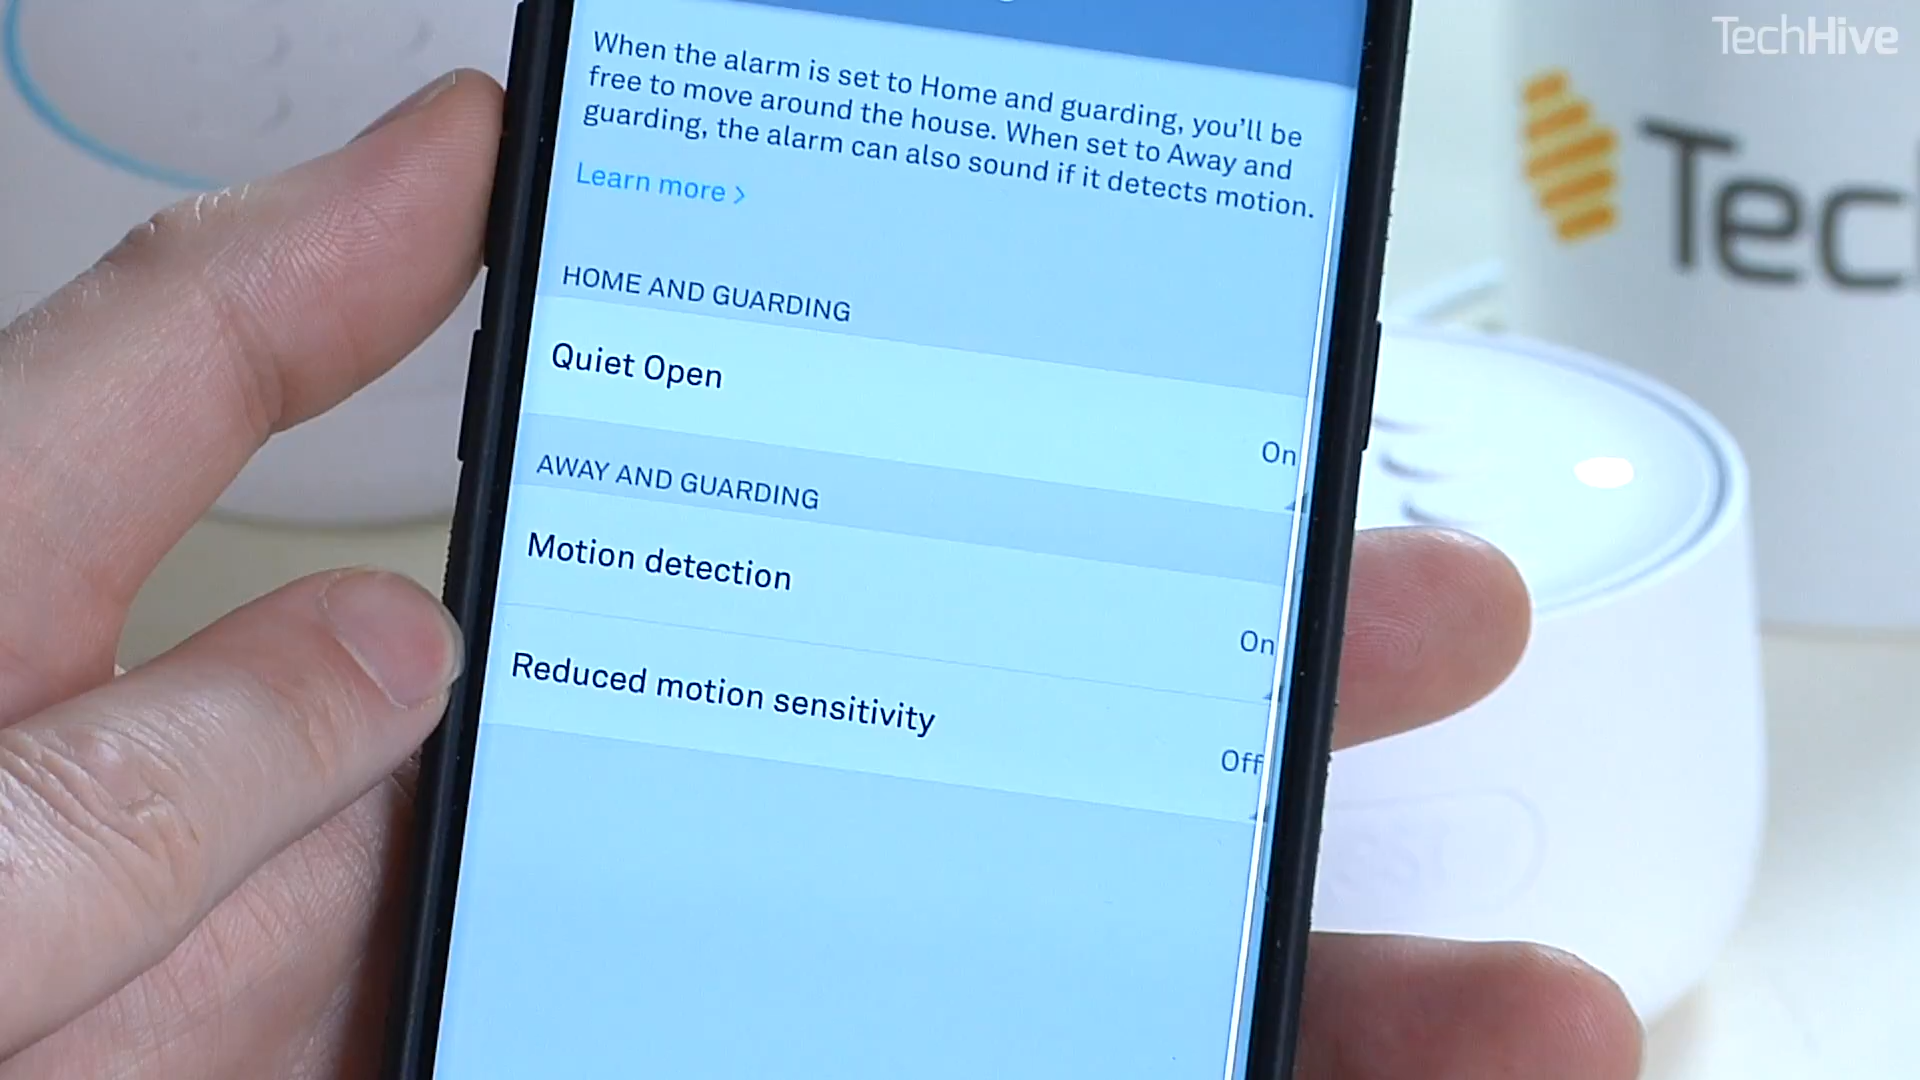 TechHive
When the alarm is set to Home and guarding, you'll be
free to move around the house. When set to Away and
guarding, the alarm can also sound if it detects motion.
Learn more >
HOME AND GUARDING
Quiet Open
On
AWAY AND GUARDING
Motion detection
On
Reduced motion sensitivity
Off
Tec